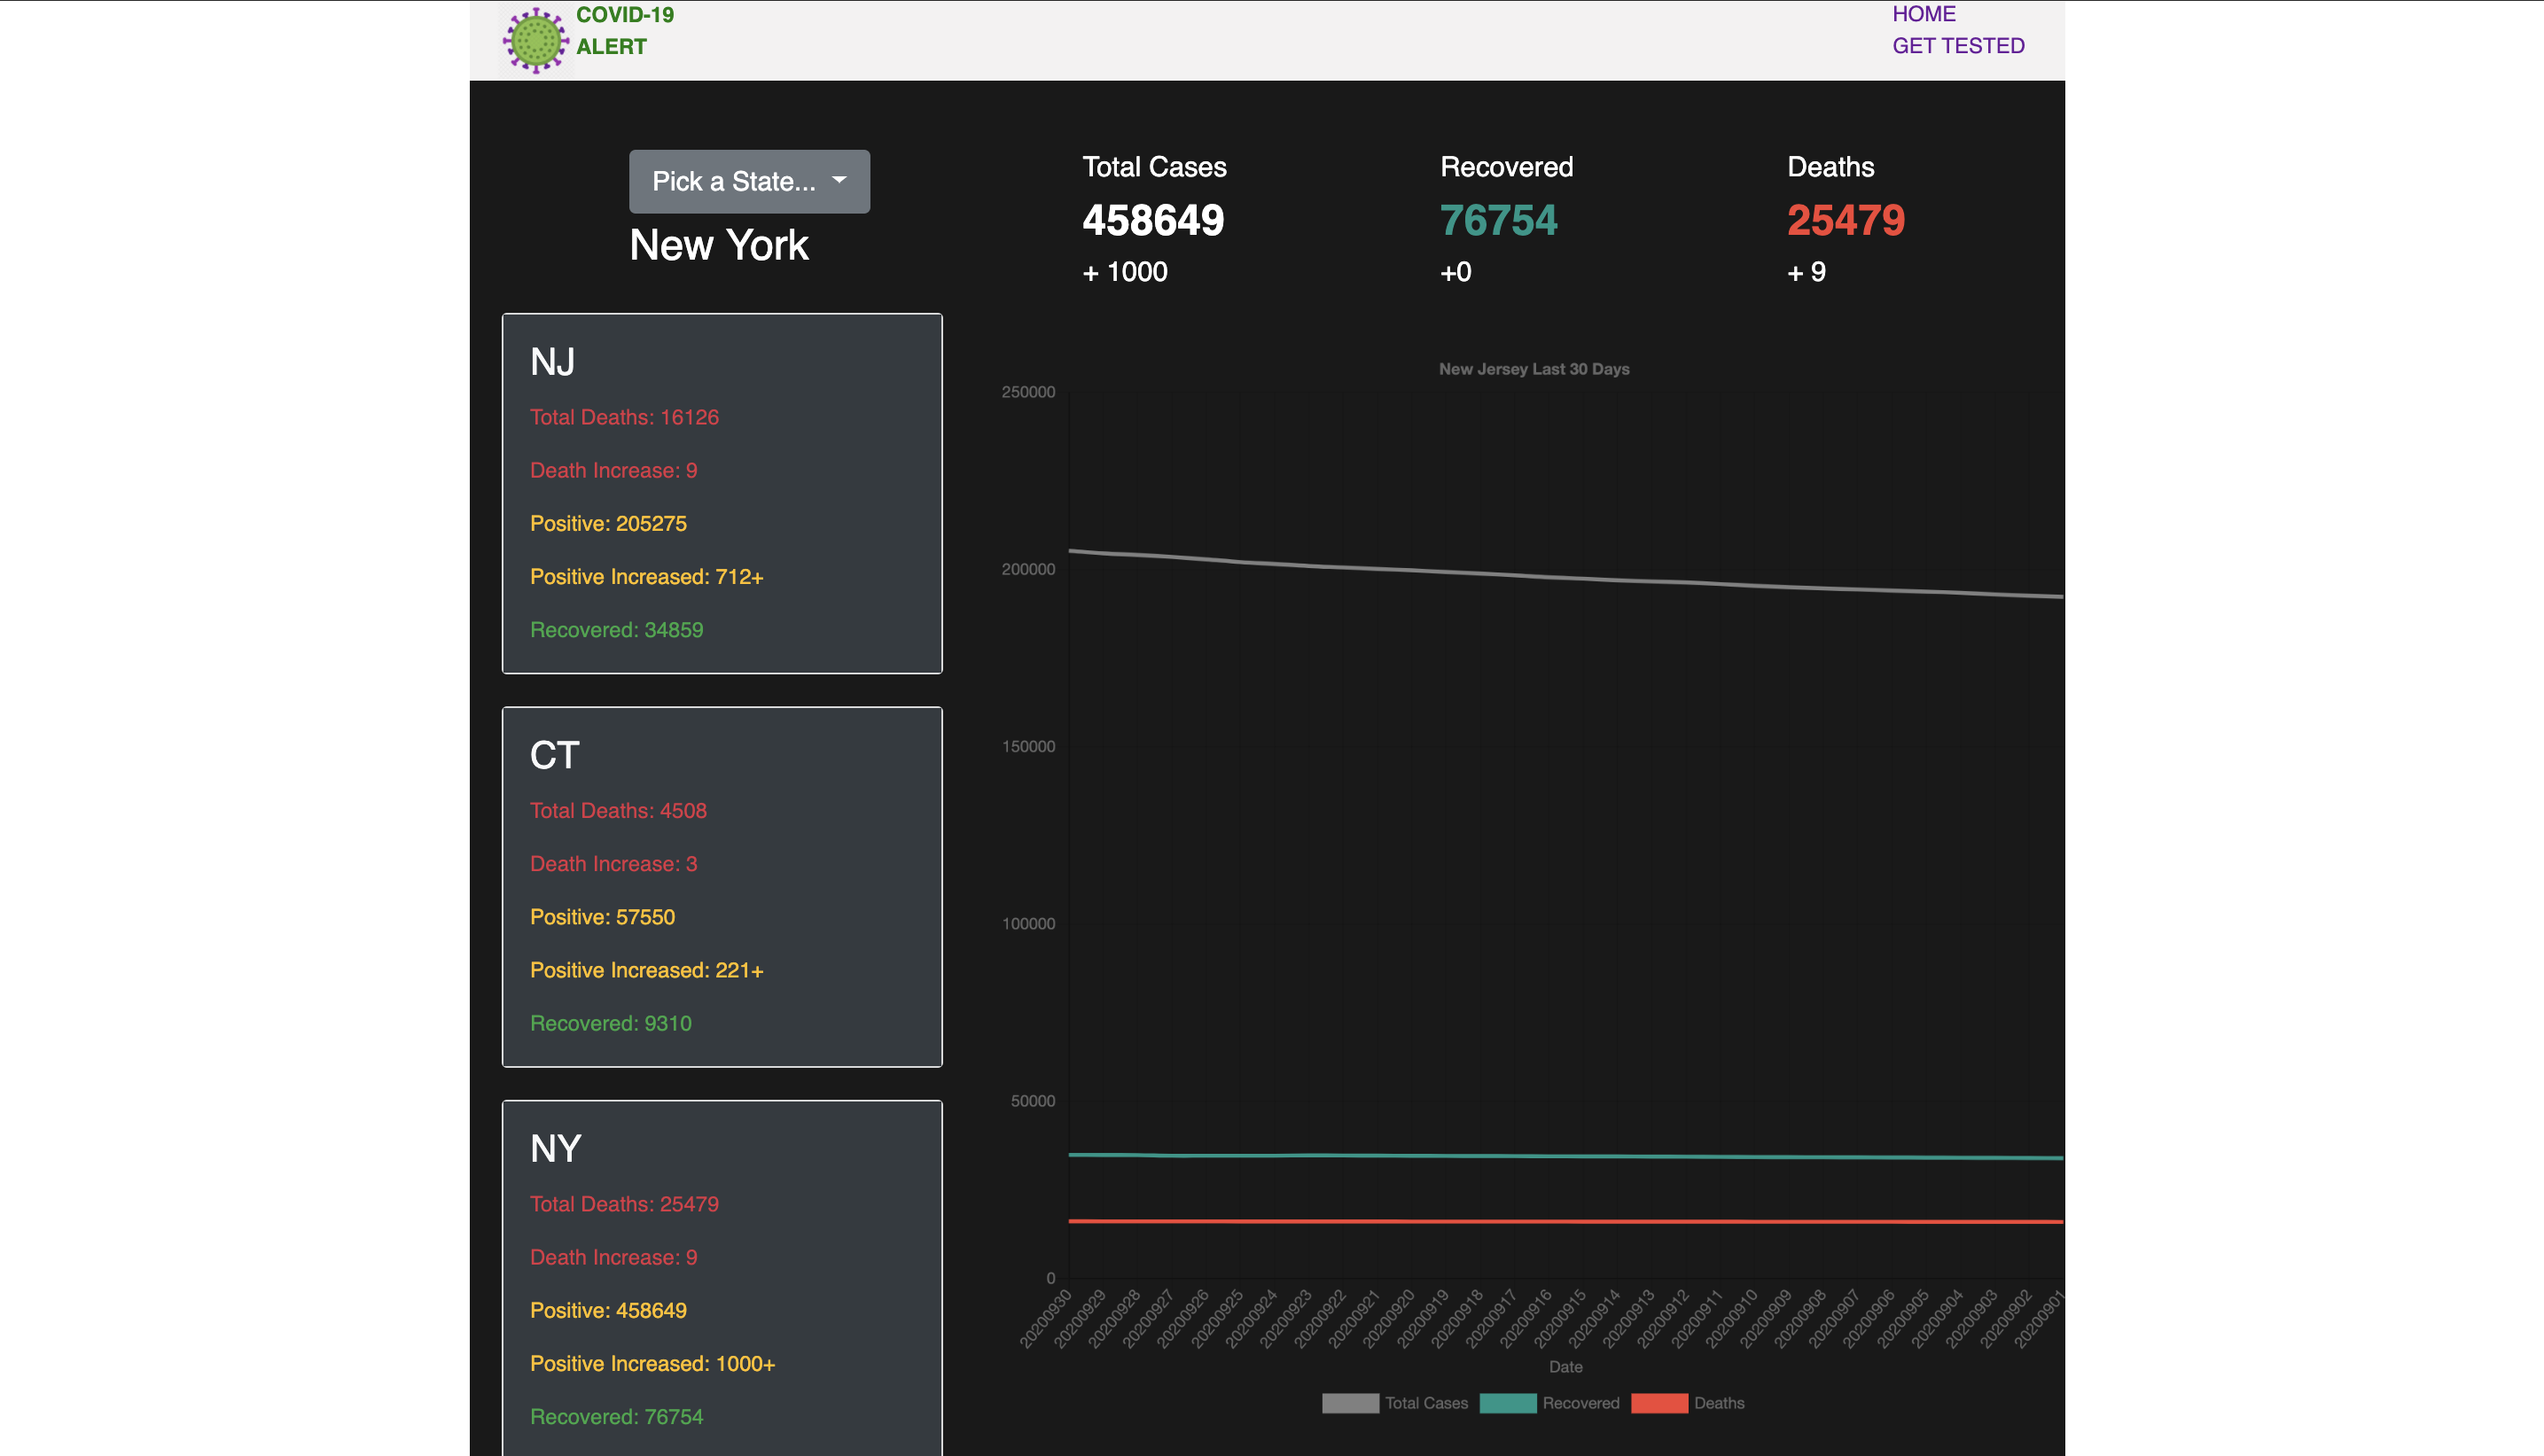 COVID-19
ALERT
HOME
GET TESTED
Pick a State...
New York
Total Cases
458649
+ 1000
Recovered
76754
+0
Deaths
25479
+ 9
NJ
Total Deaths: 16126
Death Increase: 9
Positive: 205275
Positive Increased: 712+
Recovered: 34859
CT
Total Deaths: 4508
Death Increase: 3
Positive: 57550
Positive Increased: 221+
Recovered: 9310
NY
Total Deaths: 25479
Death Increase: 9
Positive: 458649
Positive Increased: 1000+
Recovered: 76754
New Jersey Last 30 Days
250000
200000
150000
100000
50000
0
20200930
20200929
20200928
20200927
20200926
20200925
20200924
20200923
20200922
20200921
20200920
20200919
20200918
20200917
20200916
20200915
20200914
20200913
20200912
20200911
20200910
20200909
20200908
20200907
20200906
20200905
20200904
20200903
20200902
20200901
Date
Total Cases
Recovered
Deaths